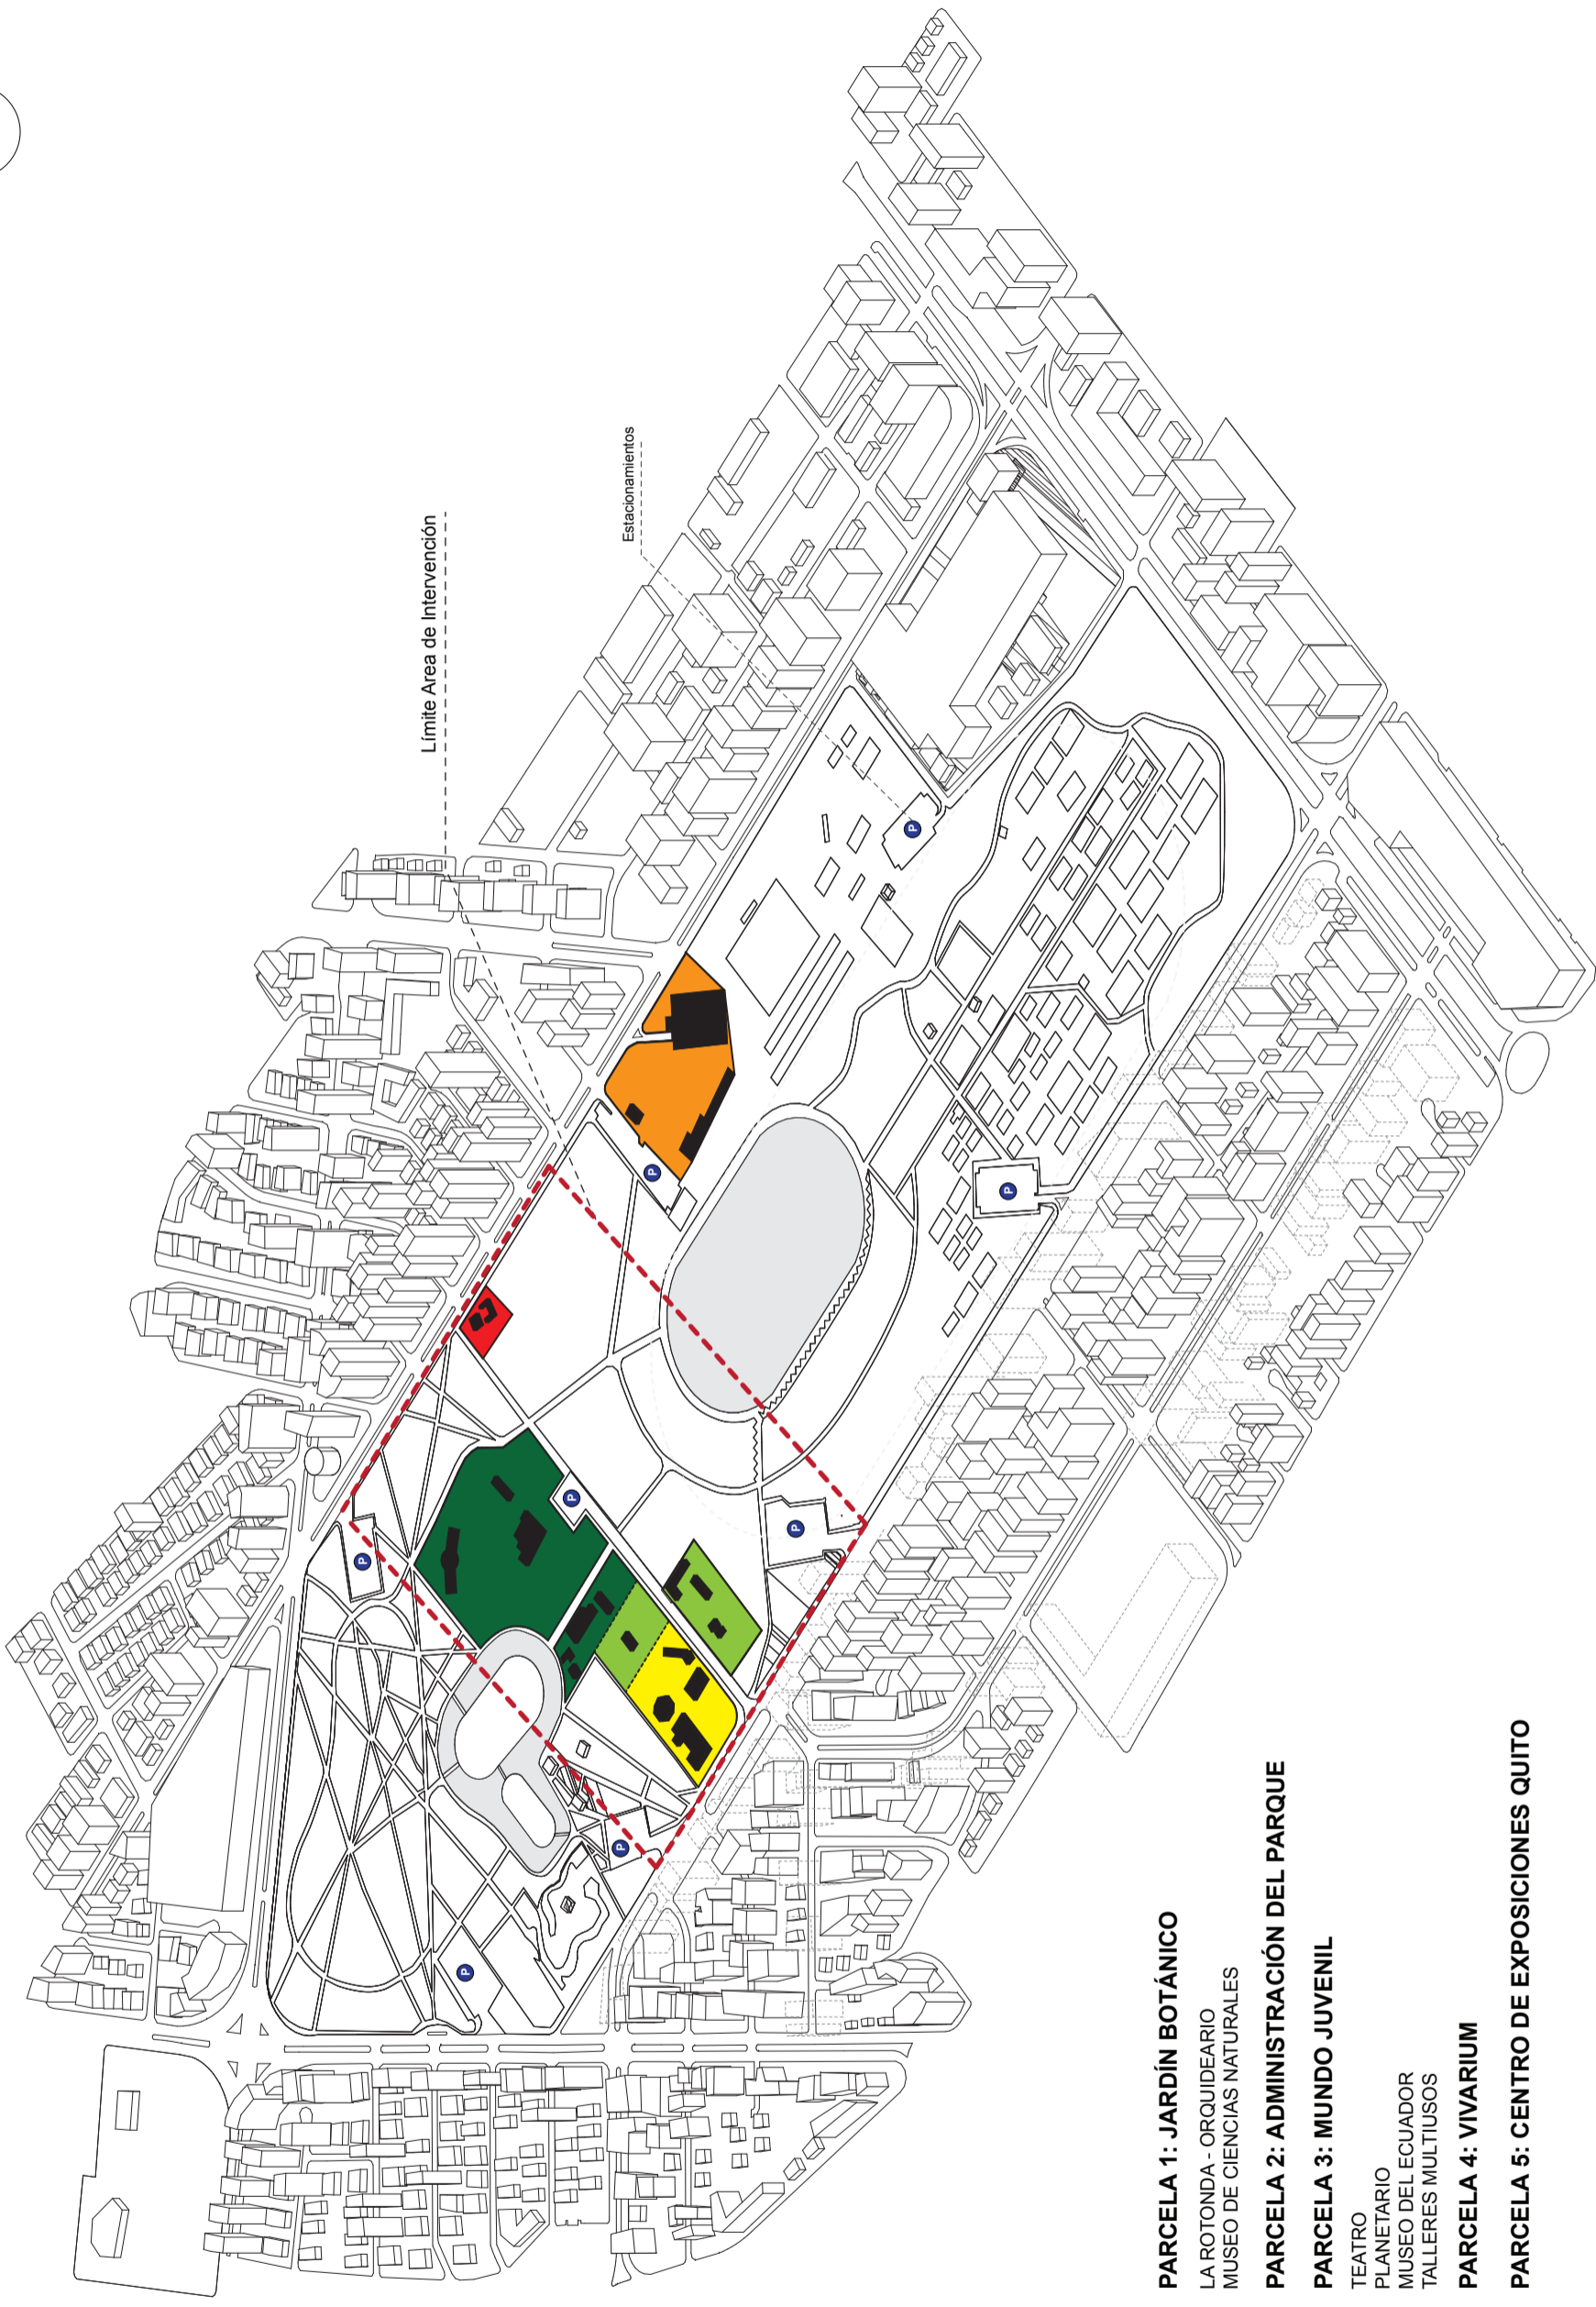 Límite Area de Intervención
Estacionamientos
P
P
P
P
P
P
P
P
PARCELA 1: JARDÍN BOTÁNICO
LA ROTONDA - ORQUIDEARIO
MUSEO DE CIENCIAS NATURALES
PARCELA 2: ADMINISTRACIÓN DEL PARQUE
PARCELA 3: MUNDO JUVENIL
TEATRO
PLANETARIO
MUSEO DEL ECUADOR
TALLERES MULTIUSOS
PARCELA 4: VIVARIUM
PARCELA 5: CENTRO DE EXPOSICIONES QUITO